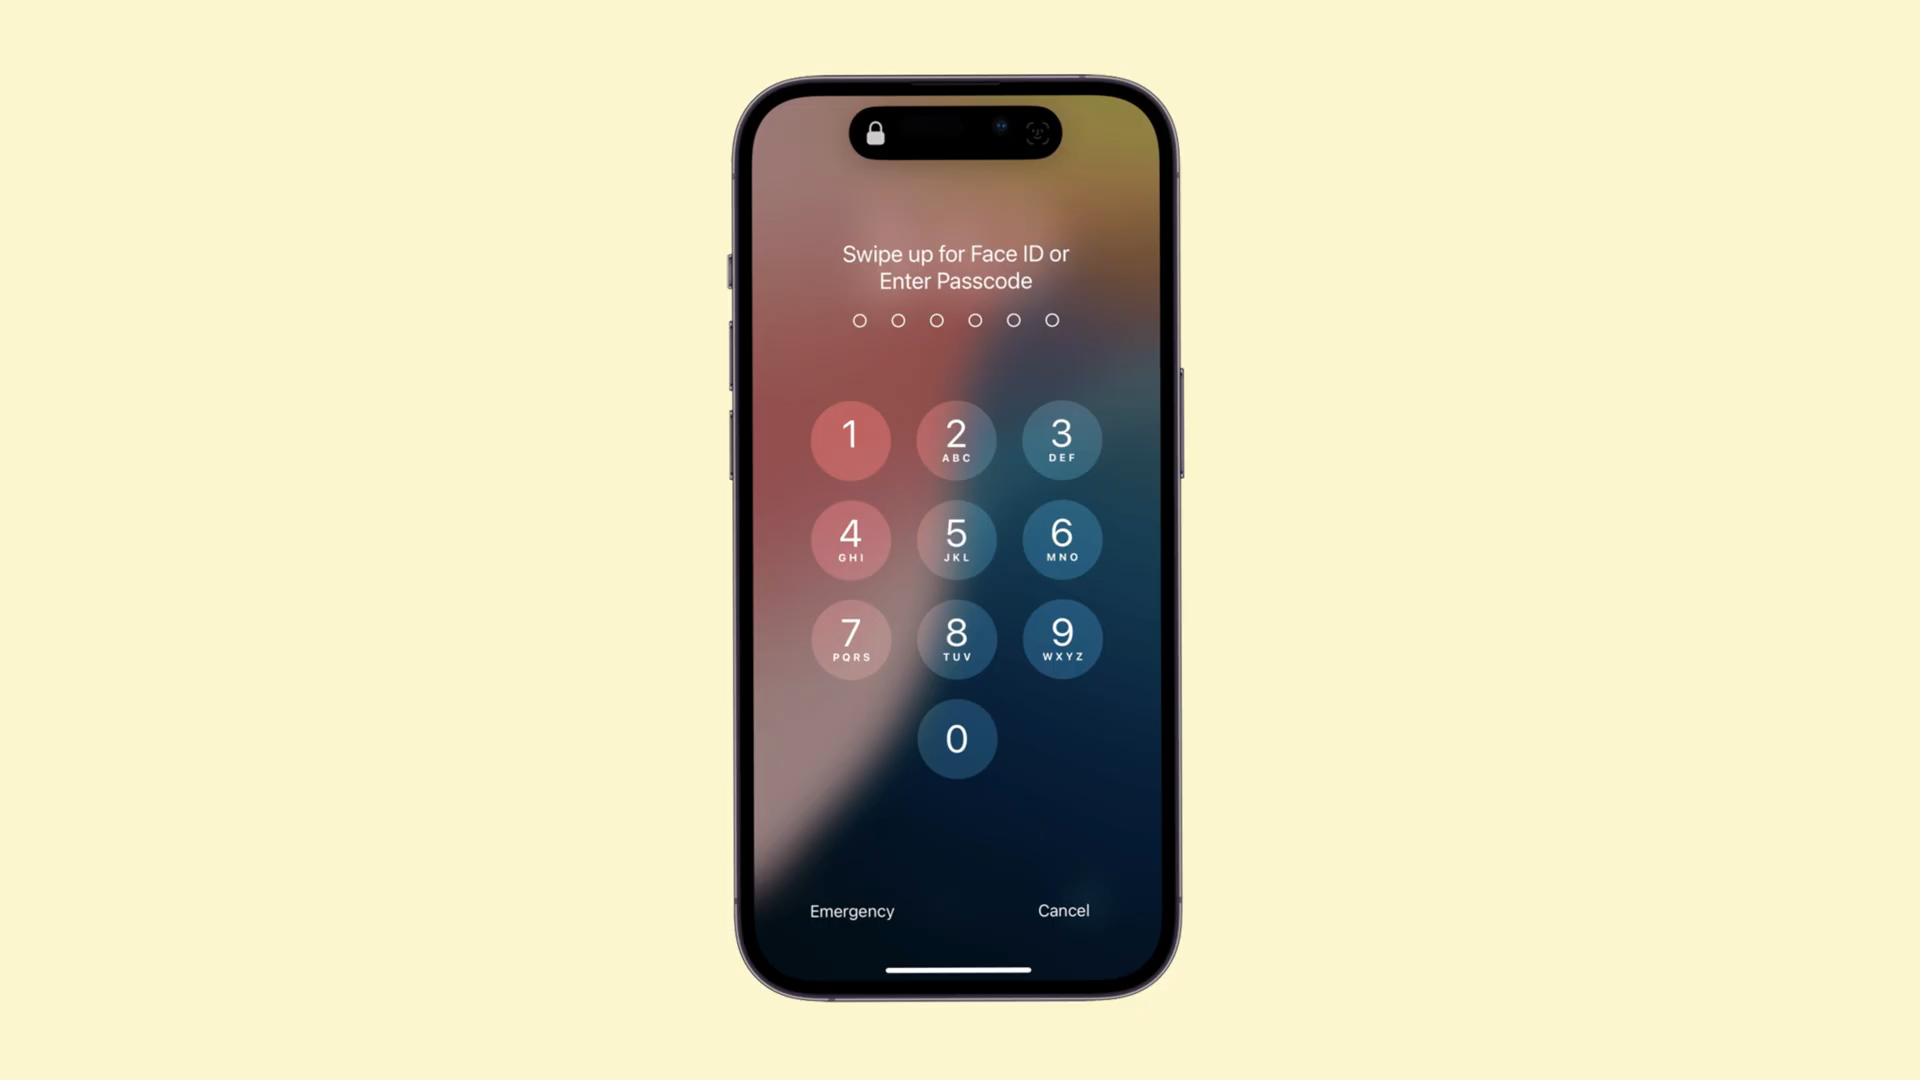 Swipe up for Face ID or
Enter Passcode
1 2 3
ABC DEF
4 5 6
GHI JKL MNO
7 8 9
PQRS TUV WXYZ
0
Emergency Cancel